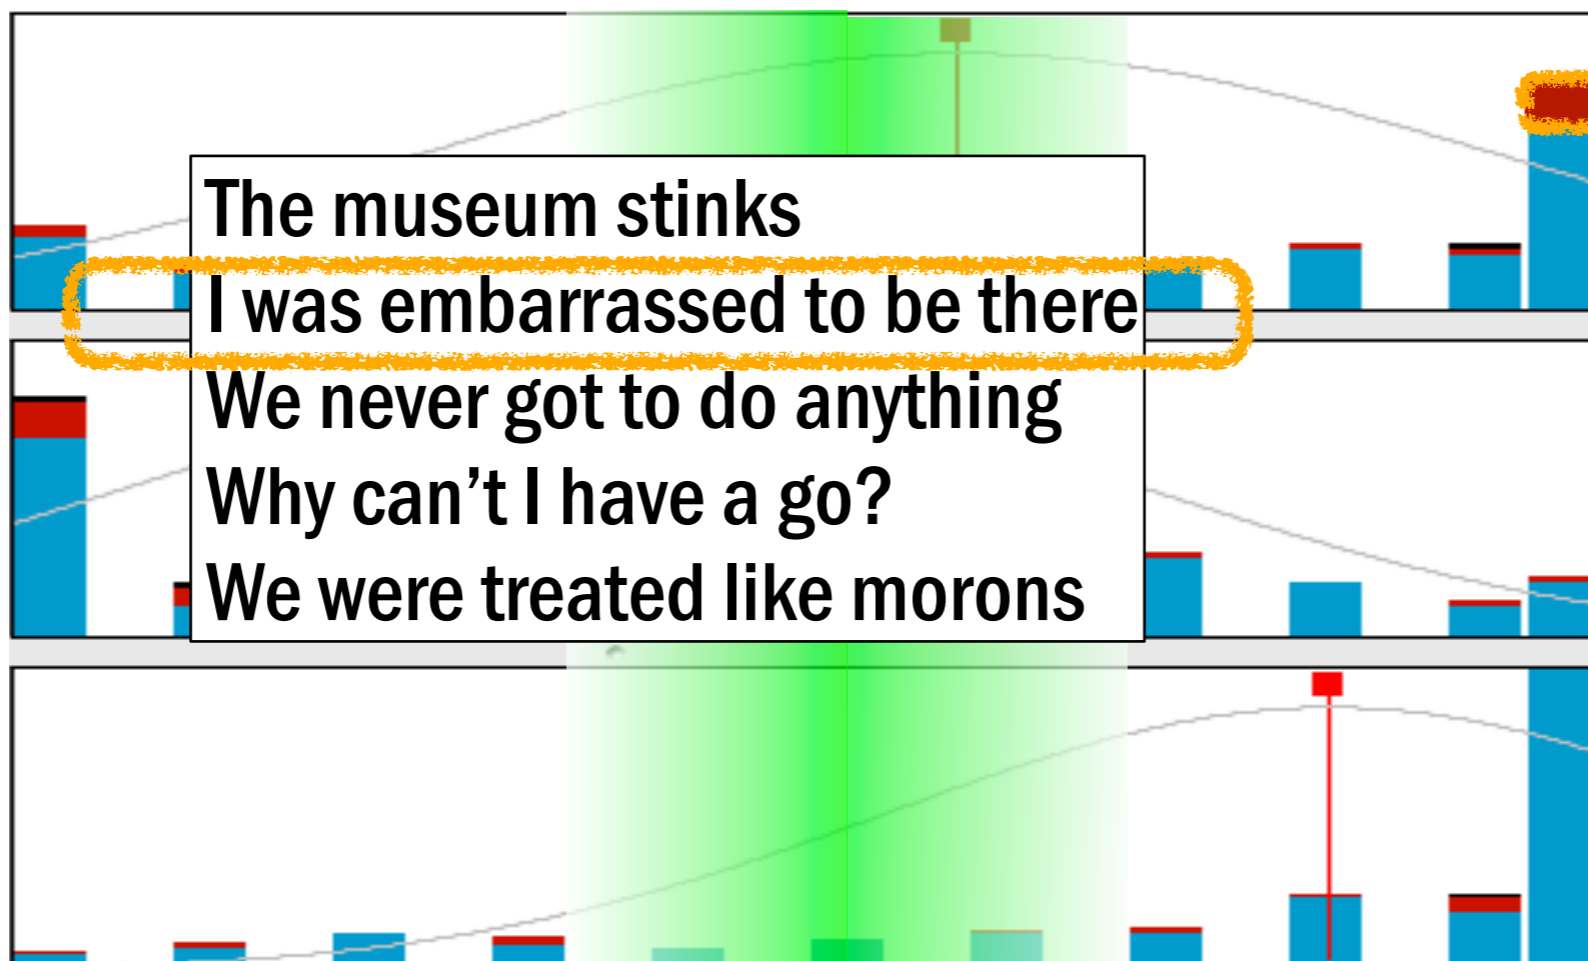 The museum stinks
I was embarrassed to be there
We never got to do anything
Why can’t I have a go?
We were treated like morons